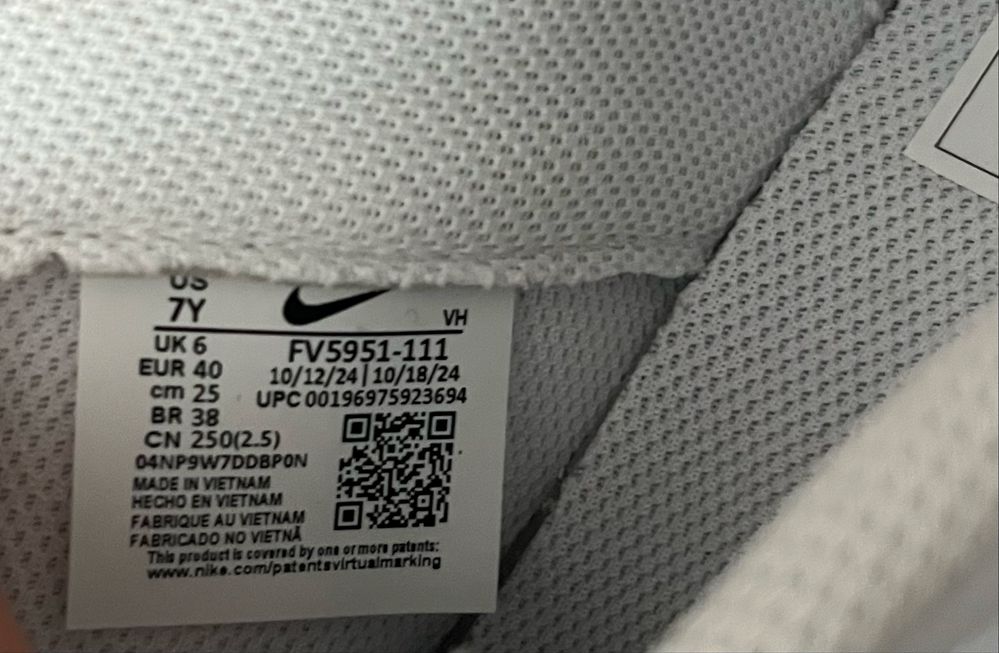 US
7Y
VH
UK 6
EUR 40
cm 25
BR 38
CN 250(2.5)
FV5951-111
10/12/24|10/18/24
UPC 00196975923694
04NP9W7DDBP0N
MADE IN VIETNAM
HECHO EN VIETNAM
FABRIQUE AU VIETNAM
FABRICADO NO VIETNÃ
This product is covered by one or more patents:
www.nike.com/patentsvirtualmarking